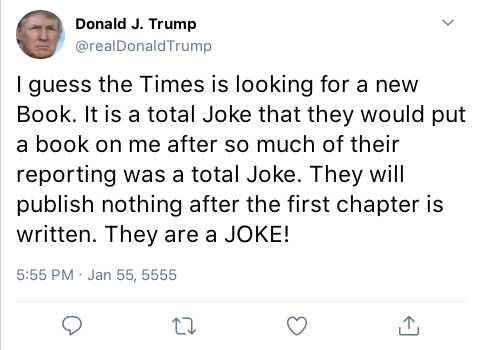 Donald J. Trump
@realDonaldTrump
I guess the Times is looking for a new
Book. It is a total Joke that they would put
a book on me after so much of their
reporting was a total Joke. They will
publish nothing after the first chapter is
written. They are a JOKE!
5:55 PM · Jan 55, 5555